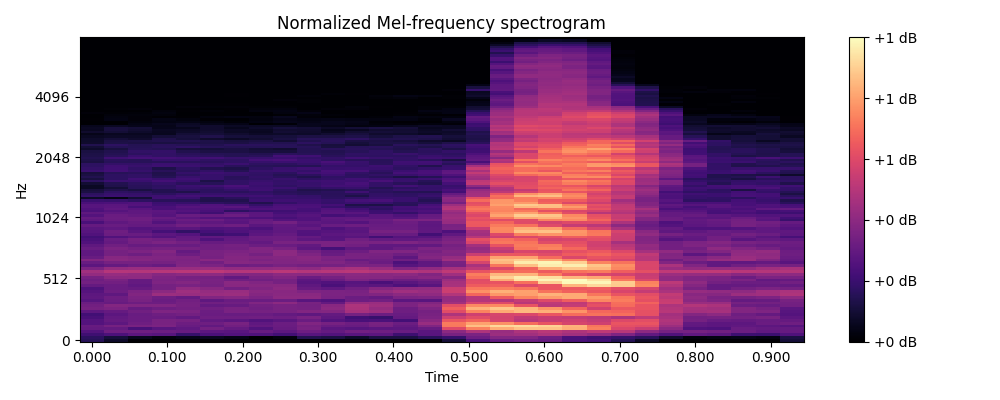 Normalized Mel-frequency spectrogram
+1 dB
4096
+1 dB
2048
+1 dB
Hz
1024
+0 dB
512
+0 dB
0
+0 dB
0.000 0.100 0.200 0.300 0.400 0.500 0.600 0.700 0.800 0.900
Time